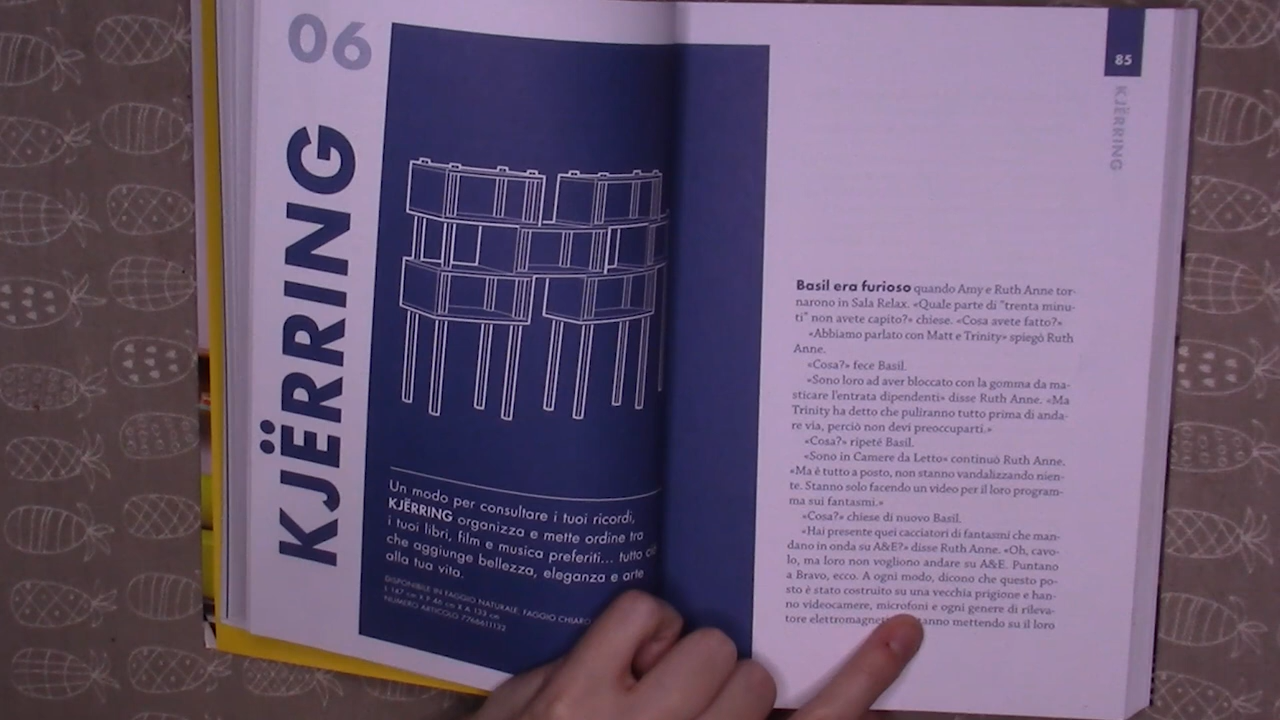 06
KJËRRING
Un modo per consultare i tuoi ricordi,
KJËRRING organizza e mette ordine tra
i tuoi libri, film e musica preferiti... tutto ciò
che aggiunge bellezza, eleganza e arte
alla tua vita.
DISPONIBILE IN FAGGIO NATURALE, FAGGIO CHIARO
L 147 cm x P 46 cm x A 133 cm
NUMERO ARTICOLO 7766611132
85
KJËRRING
Basil era furioso quando Amy e Ruth Anne tor-
narono in Sala Relax. «Quale parte di "trenta minu-
ti" non avete capito?» chiese. «Cosa avete fatto?»
«Abbiamo parlato con Matt e Trinity» spiegò Ruth
Anne.
«Cosa?» fece Basil.
«Sono loro ad aver bloccato con la gomma da ma-
sticare l'entrata dipendenti» disse Ruth Anne. «Ma
Trinity ha detto che puliranno tutto prima di anda-
re via, perciò non devi preoccuparti.»
«Cosa?» ripeté Basil.
«Sono in Camere da Letto» continuò Ruth Anne.
«Ma è tutto a posto, non stanno vandalizzando nien-
te. Stanno solo facendo un video per il loro program-
ma sui fantasmi.»
«Cosa?» chiese di nuovo Basil.
«Hai presente quei cacciatori di fantasmi che man-
dano in onda su A&E?» disse Ruth Anne. «Oh, cavo-
lo, ma loro non vogliono andare su A&E. Puntano
a Bravo, ecco. A ogni modo, dicono che questo po-
sto è stato costruito su una vecchia prigione e han-
no videocamere, microfoni e ogni genere di rileva-
tore mettendo su il loro